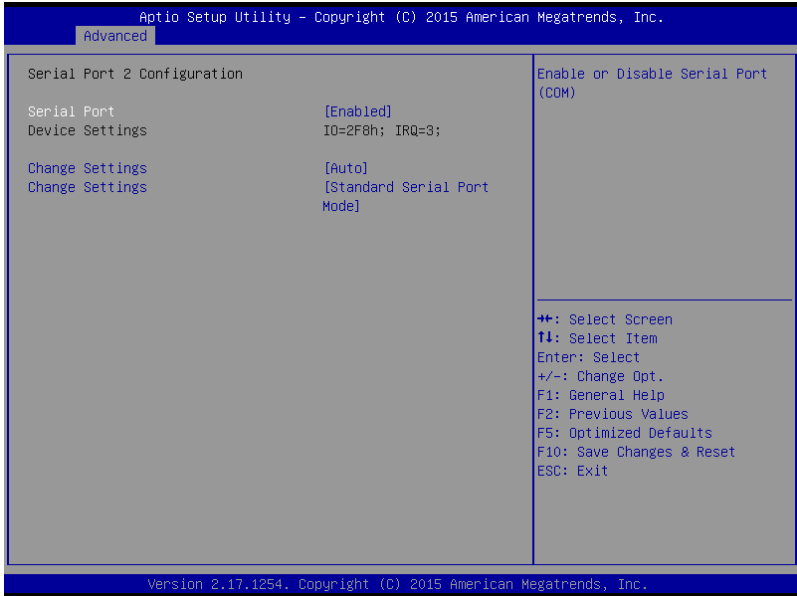 Aptio Setup Utility – Copyright (C) 2015 American Megatrends, Inc.
Advanced
Serial Port 2 Configuration
Serial Port [Enabled]
Device Settings IO=2F8h; IRQ=3;
Change Settings [Auto]
Change Settings [Standard Serial Port
Mode]
Enable or Disable Serial Port
(COM)
→←: Select Screen
↑↓: Select Item
Enter: Select
+/-: Change Opt.
F1: General Help
F2: Previous Values
F5: Optimized Defaults
F10: Save Changes & Reset
ESC: Exit
Version 2.17.1254. Copyright (C) 2015 American Megatrends, Inc.